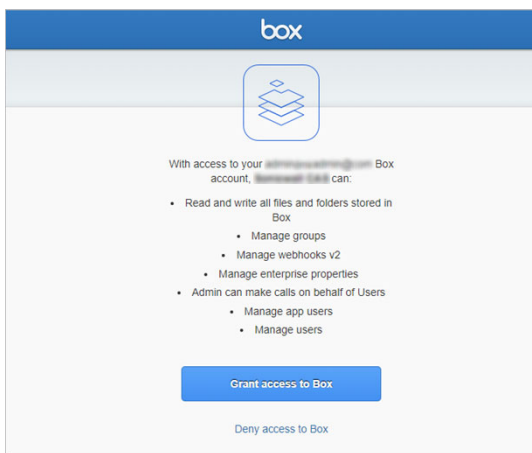 box
With access to your Box
account, can:
• Read and write all files and folders stored in
Box
• Manage groups
• Manage webhooks v2
• Manage enterprise properties
• Admin can make calls on behalf of Users
• Manage app users
• Manage users
Grant access to Box
Deny access to Box